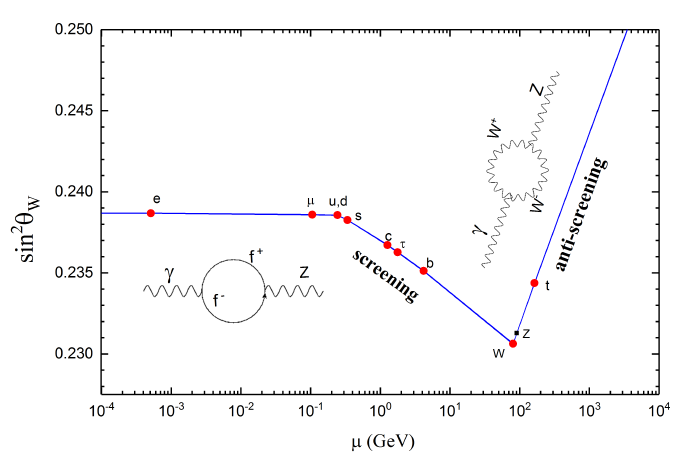 0.250
0.245
0.240
0.235
0.230
sin²θ_W
e
μ
u,d
s
c
τ
b
W
Z
t
screening
anti-screening
γ
f⁺
f⁻
Z
γ
W⁺
W⁻
Z
10⁻⁴
10⁻³
10⁻²
10⁻¹
10⁰
10¹
10²
10³
10⁴
μ (GeV)